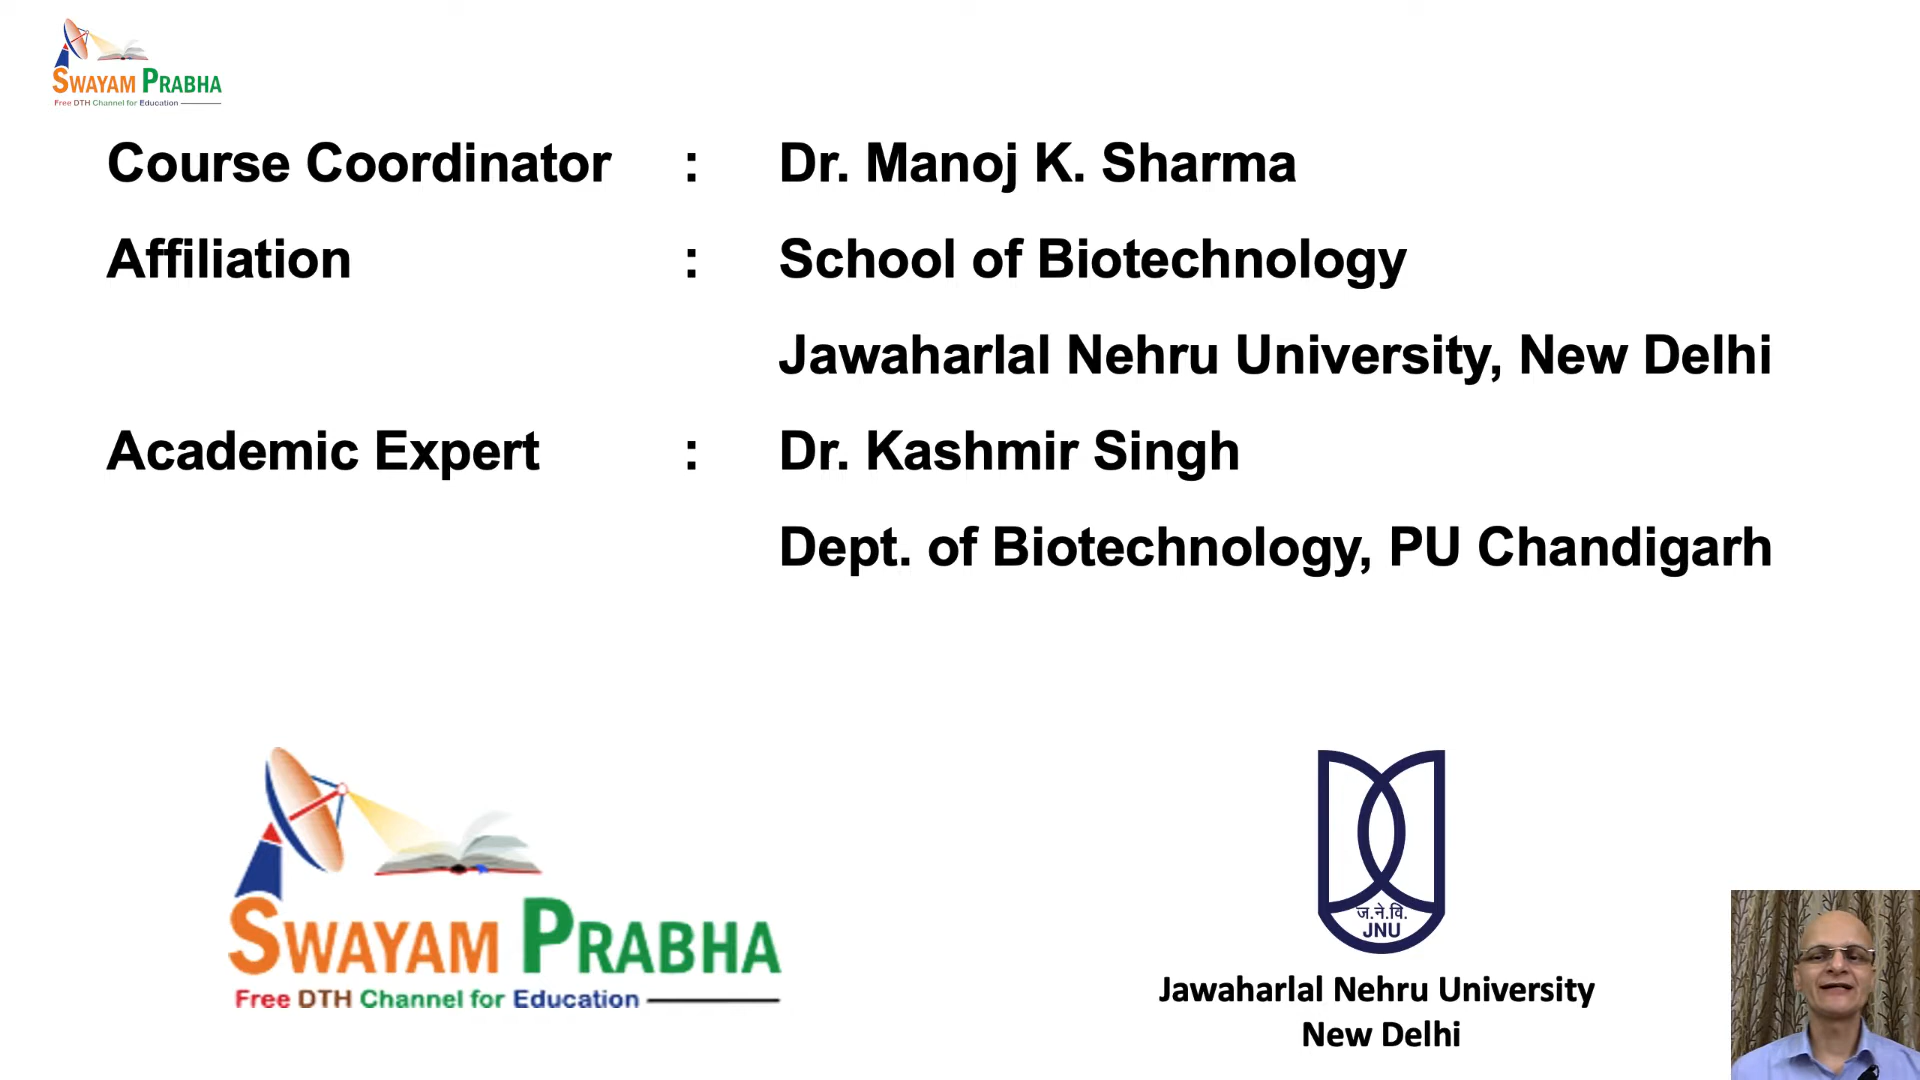 SWAYAM PRABHA
Free DTH Channel for Education
Course Coordinator : Dr. Manoj K. Sharma
Affiliation : School of Biotechnology
Jawaharlal Nehru University, New Delhi
Academic Expert : Dr. Kashmir Singh
Dept. of Biotechnology, PU Chandigarh
SWAYAM PRABHA
Free DTH Channel for Education
ज.ने.वि.
JNU
Jawaharlal Nehru University
New Delhi